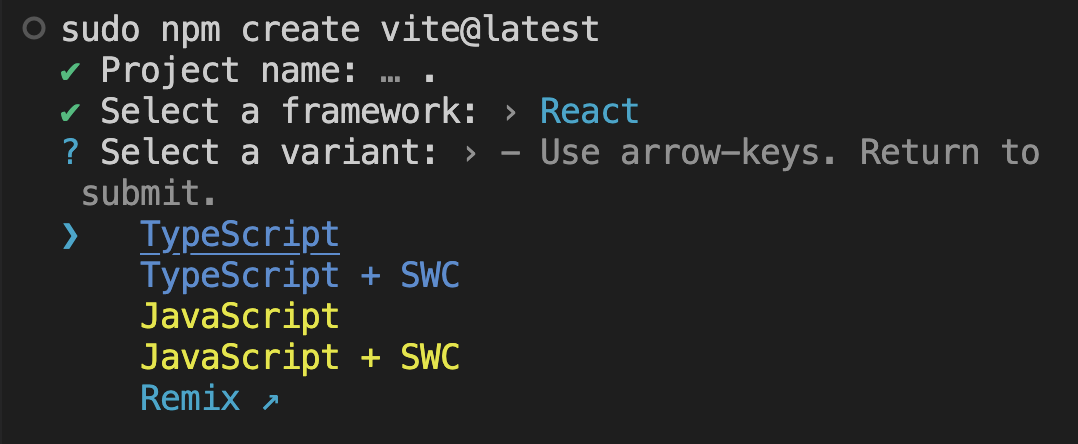 sudo npm create vite@latest
✔ Project name: … .
✔ Select a framework: › React
? Select a variant: › - Use arrow-keys. Return to
submit.
❯ TypeScript
TypeScript + SWC
JavaScript
JavaScript + SWC
Remix ↗